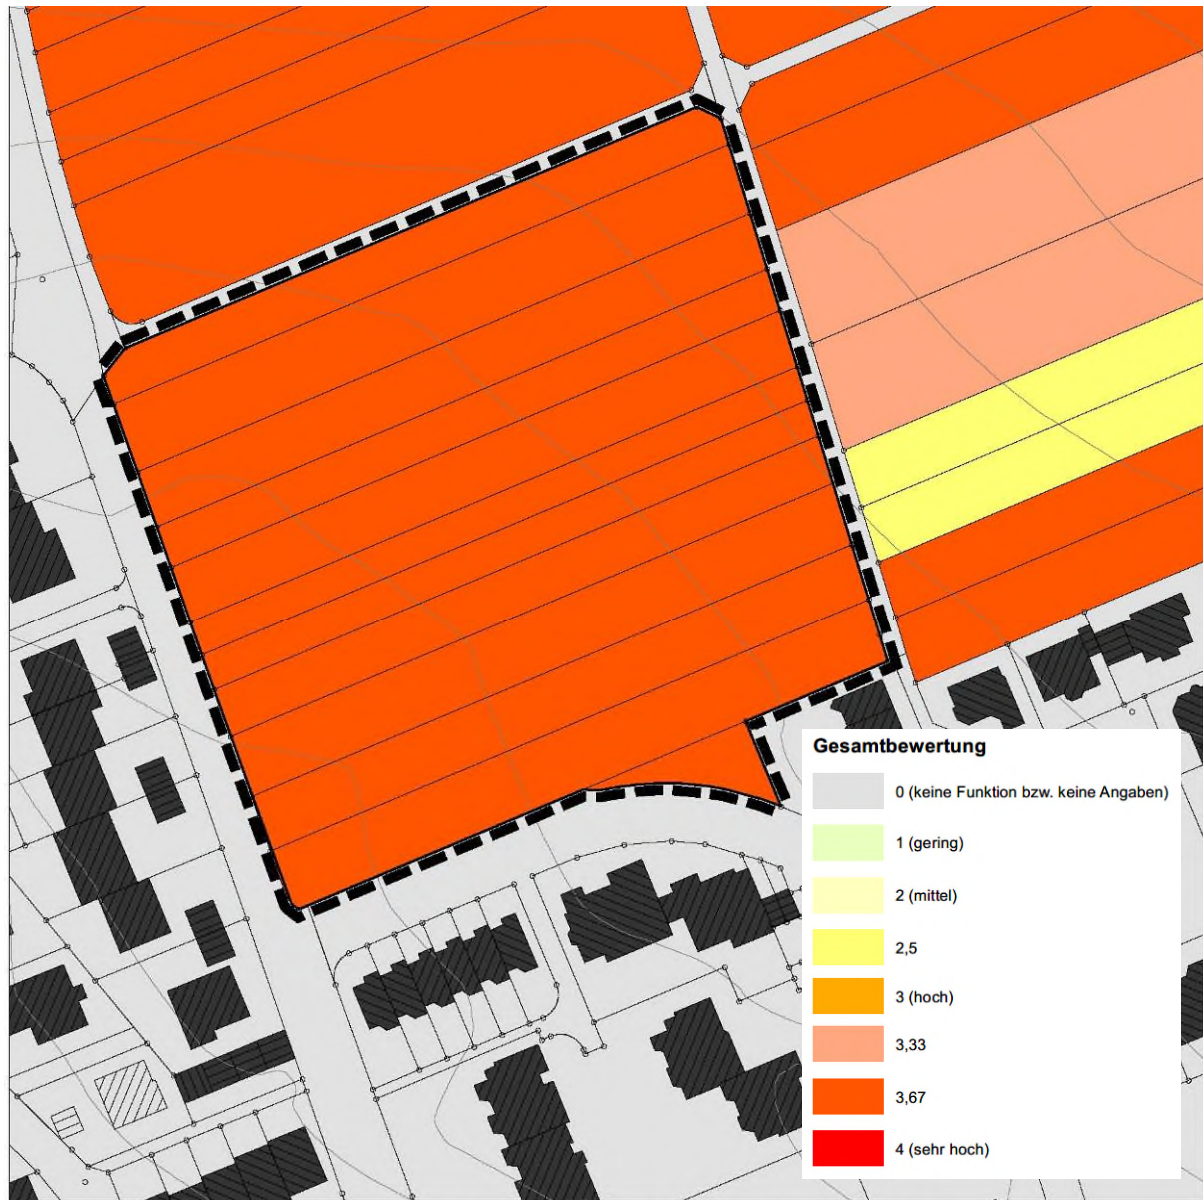 Gesamtbewertung
0 (keine Funktion bzw. keine Angaben)
1 (gering)
2 (mittel)
2,5
3 (hoch)
3,33
3,67
4 (sehr hoch)